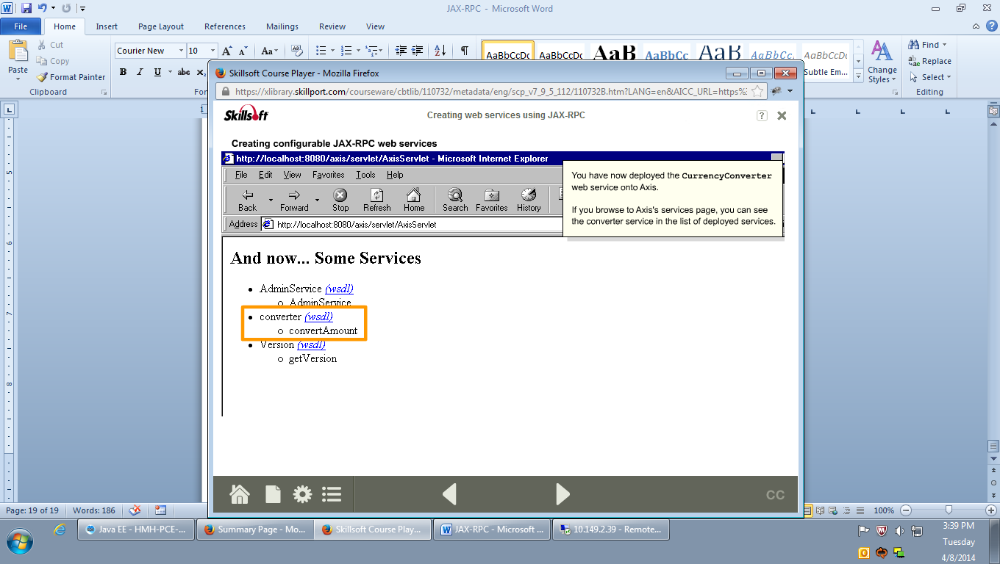 JAX-RPC - Microsoft Word
File Home Insert Page Layout References Mailings Review View
Cut
Copy
Format Painter
Paste
Clipboard
Courier New 10
B I U abc
AaBbCcDc AaBbCcDc AaBbCc AaBbCc. AaBbCcDc
Subtle Em...
Change
Styles
Find
Replace
Select
Editing
Skillsoft Course Player - Mozilla Firefox
https://xlibrary.skillport.com/courseware/cbtlib/110732/metadata/eng/scp_v7_9_5_112/110732B.htm?LANG=en&AICC_URL=https%
Skillsoft
Creating web services using JAX-RPC
?
Creating configurable JAX-RPC web services
http://localhost:8080/axis/servlet/AxisServlet - Microsoft Internet Explorer
File Edit View Favorites Tools Help
Back Forward Stop Refresh Home Search Favorites History
Address http://localhost:8080/axis/servlet/AxisServlet
You have now deployed the CurrencyConverter
web service onto Axis.
If you browse to Axis's services page, you can see
the converter service in the list of deployed services.
And now... Some Services
AdminService (wsdl)
AdminService
converter (wsdl)
convertAmount
Version (wsdl)
getVersion
CC
Page: 19 of 19 Words: 186
100%
Java EE - HMH-PCE-... Summary Page - Mo... Skillsoft Course Play... JAX-RPC - Microsoft ... 10.149.2.39 - Remote...
3:39 PM
Tuesday
4/8/2014